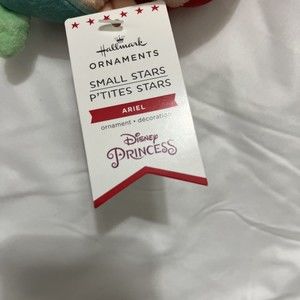 Hallmark
ORNAMENTS
SMALL STARS
P'TITES STARS
ARIEL
ornament • décoration
Disney
PRINCESS